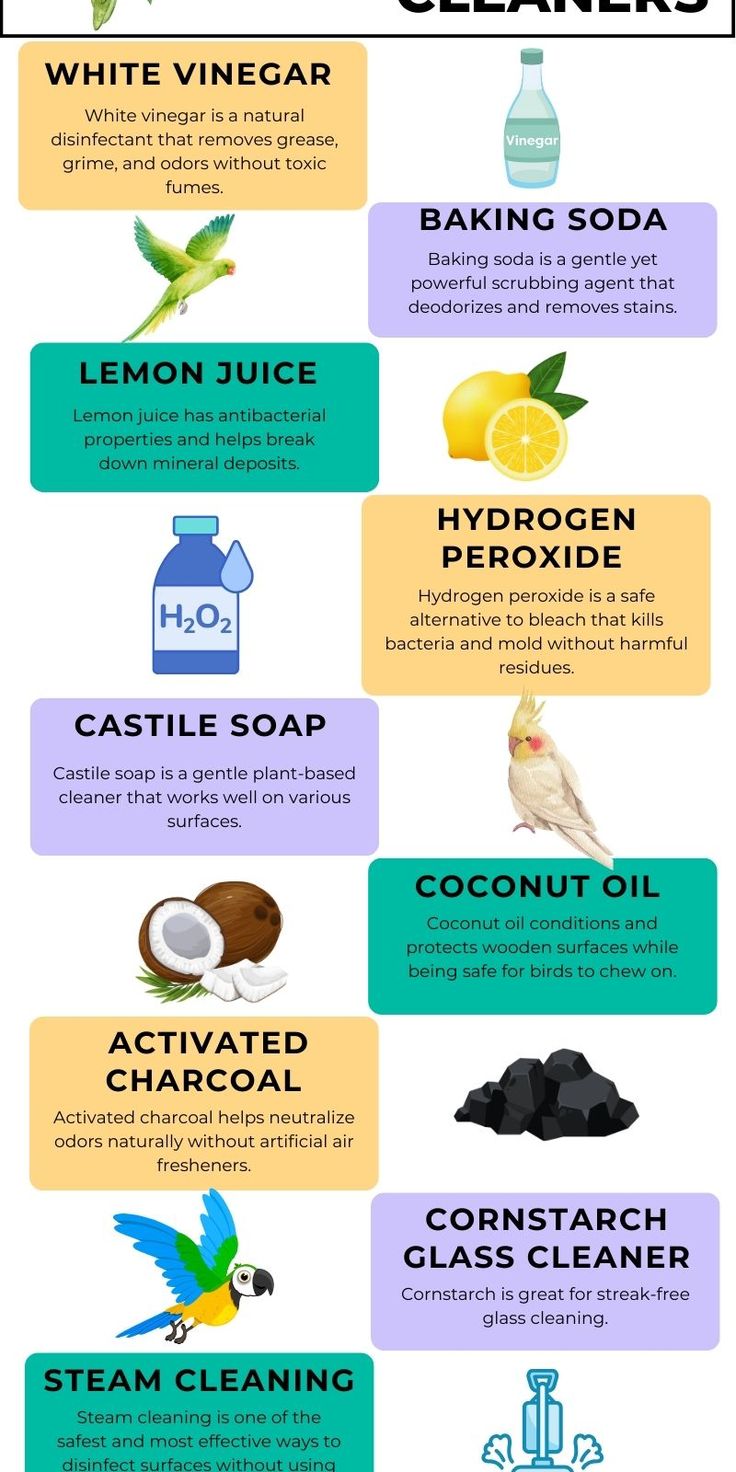 CLEANERS
WHITE VINEGAR
White vinegar is a natural
disinfectant that removes grease,
grime, and odors without toxic
fumes.
Vinegar
BAKING SODA
Baking soda is a gentle yet
powerful scrubbing agent that
deodorizes and removes stains.
LEMON JUICE
Lemon juice has antibacterial
properties and helps break
down mineral deposits.
HYDROGEN
PEROXIDE
Hydrogen peroxide is a safe
alternative to bleach that kills
bacteria and mold without harmful
residues.
H₂O₂
CASTILE SOAP
Castile soap is a gentle plant-based
cleaner that works well on various
surfaces.
COCONUT OIL
Coconut oil conditions and
protects wooden surfaces while
being safe for birds to chew on.
ACTIVATED
CHARCOAL
Activated charcoal helps neutralize
odors naturally without artificial air
fresheners.
CORNSTARCH
GLASS CLEANER
Cornstarch is great for streak-free
glass cleaning.
STEAM CLEANING
Steam cleaning is one of the
safest and most effective ways to
disinfect surfaces without using